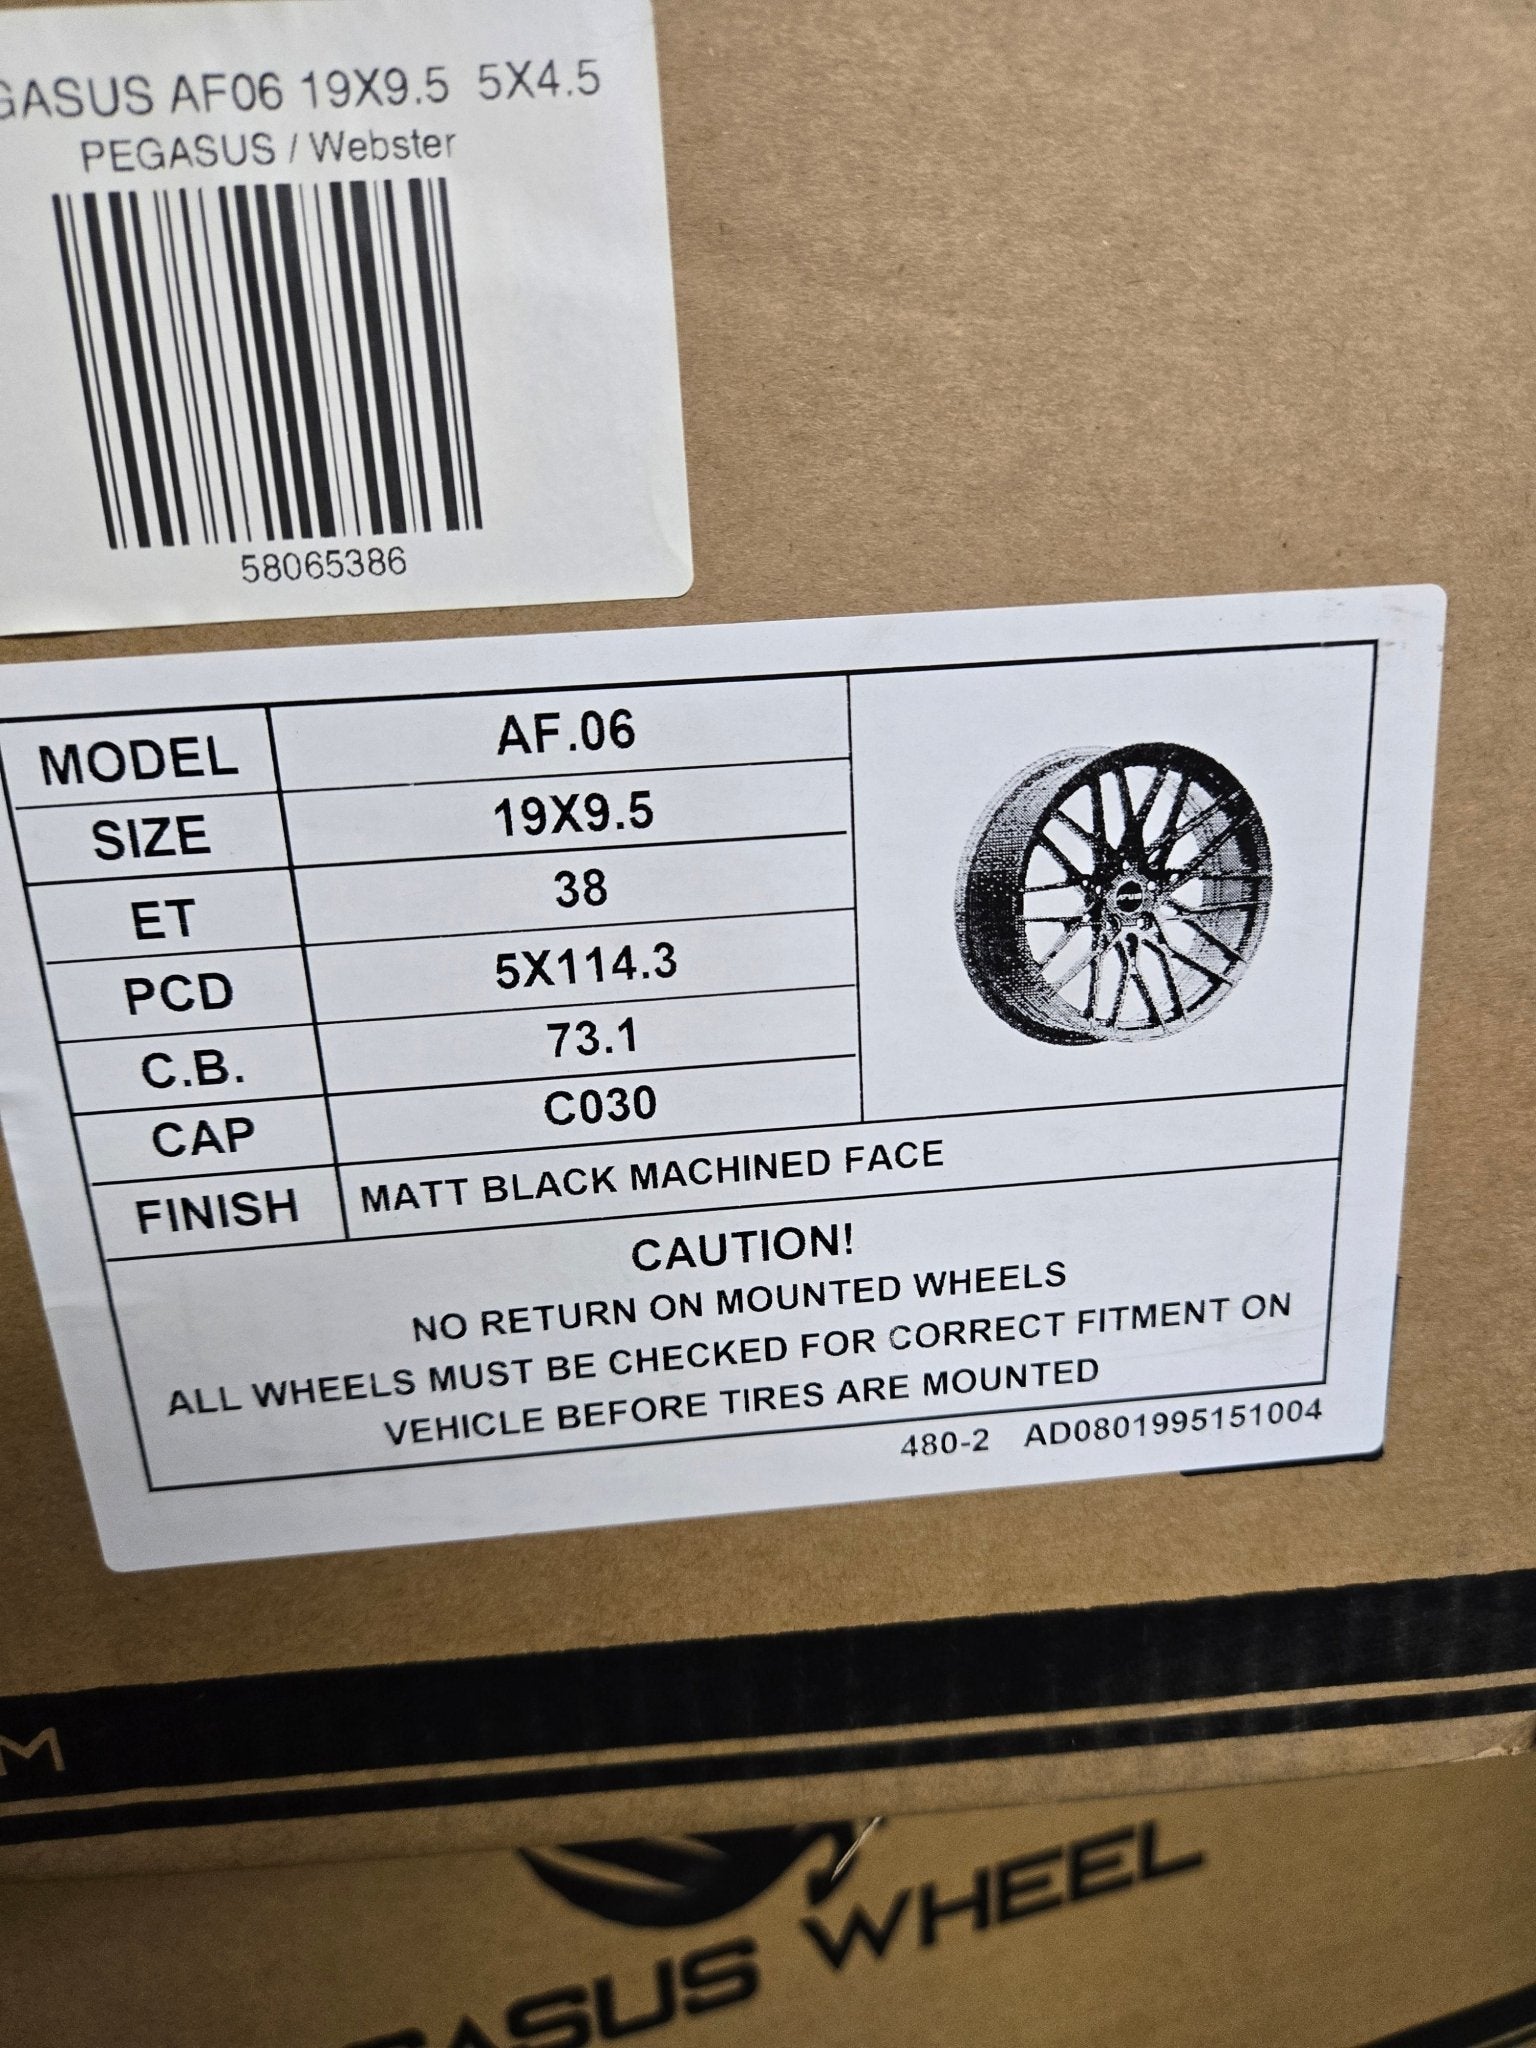 GASUS AF06 19X9.5 5X4.5
PEGASUS / Webster
58065386
MODEL AF.06
SIZE 19X9.5
ET 38
PCD 5X114.3
C.B. 73.1
CAP C030
FINISH MATT BLACK MACHINED FACE
CAUTION!
NO RETURN ON MOUNTED WHEELS
ALL WHEELS MUST BE CHECKED FOR CORRECT FITMENT ON
VEHICLE BEFORE TIRES ARE MOUNTED
480-2 AD0801995151004
M
GASUS WHEEL